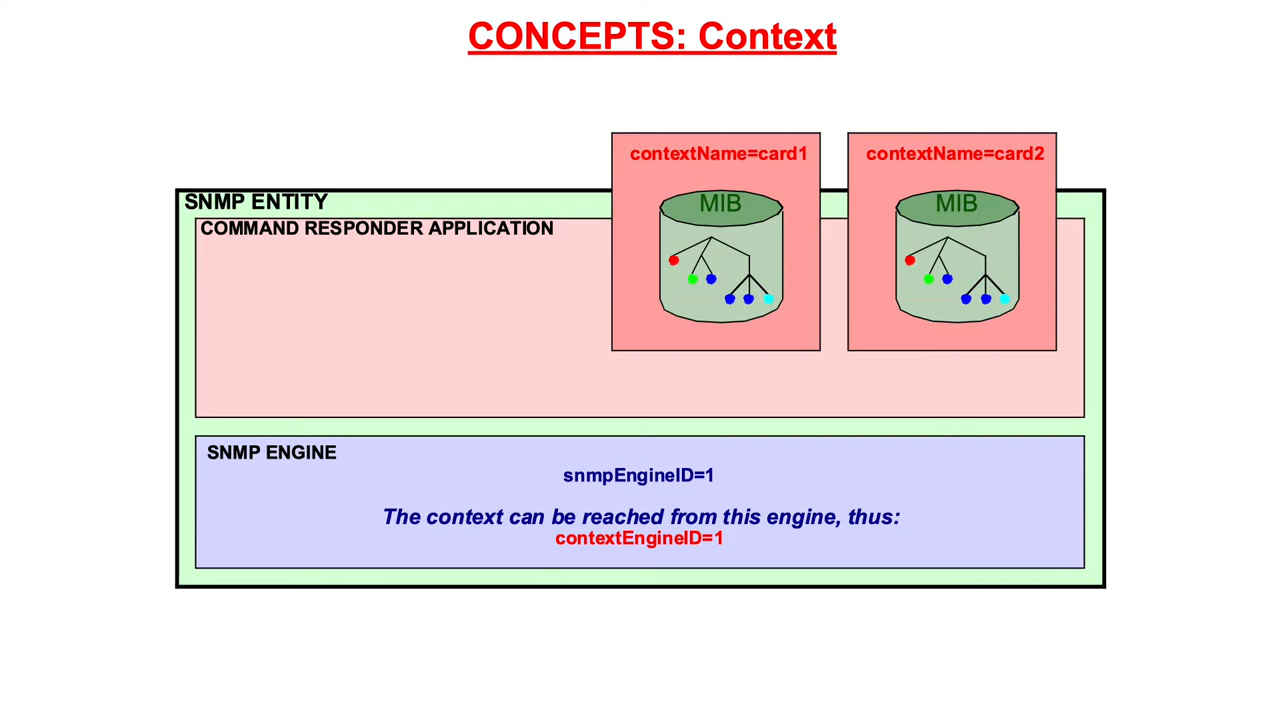 CONCEPTS: Context
contextName=card1
contextName=card2
SNMP ENTITY
MIB
MIB
COMMAND RESPONDER APPLICATION
SNMP ENGINE
snmpEngineID=1
The context can be reached from this engine, thus:
contextEngineID=1